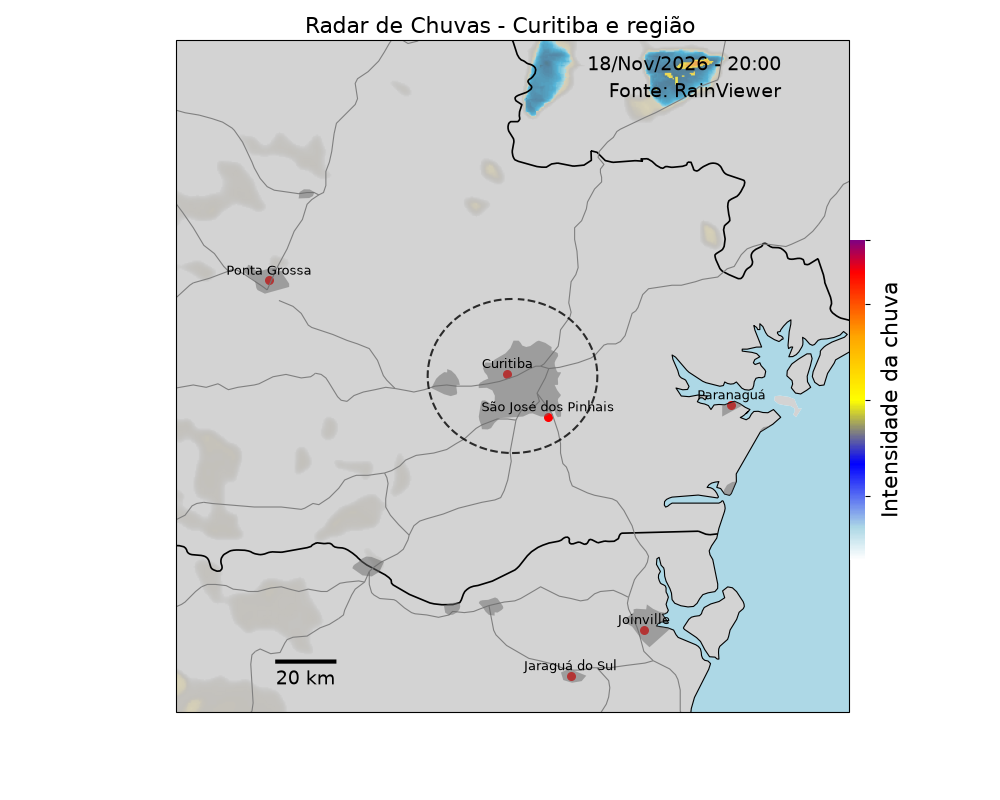 Radar de Chuvas - Curitiba e região
18/Nov/2026 - 20:00
Fonte: RainViewer
Ponta Grossa
Curitiba
São José dos Pinhais
Paranaguá
Intensidade da chuva
Joinville
Jaraguá do Sul
20 km